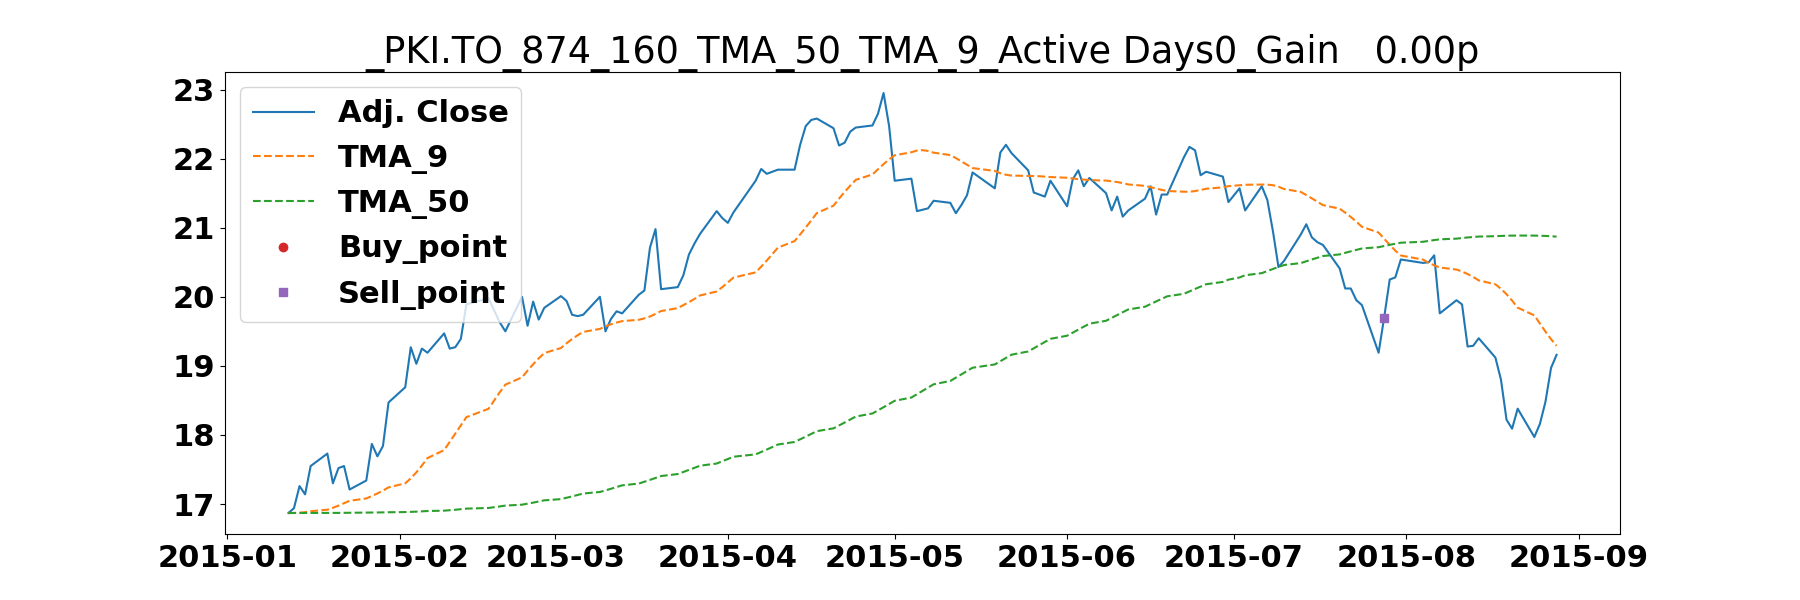 _PKI.TO_874_160_TMA_50_TMA_9_Active Days0_Gain   0.00p
23
22
21
20
19
18
17
Adj. Close
TMA_9
TMA_50
Buy_point
Sell_point
2015-01 2015-02 2015-03 2015-04 2015-05 2015-06 2015-07 2015-08 2015-09